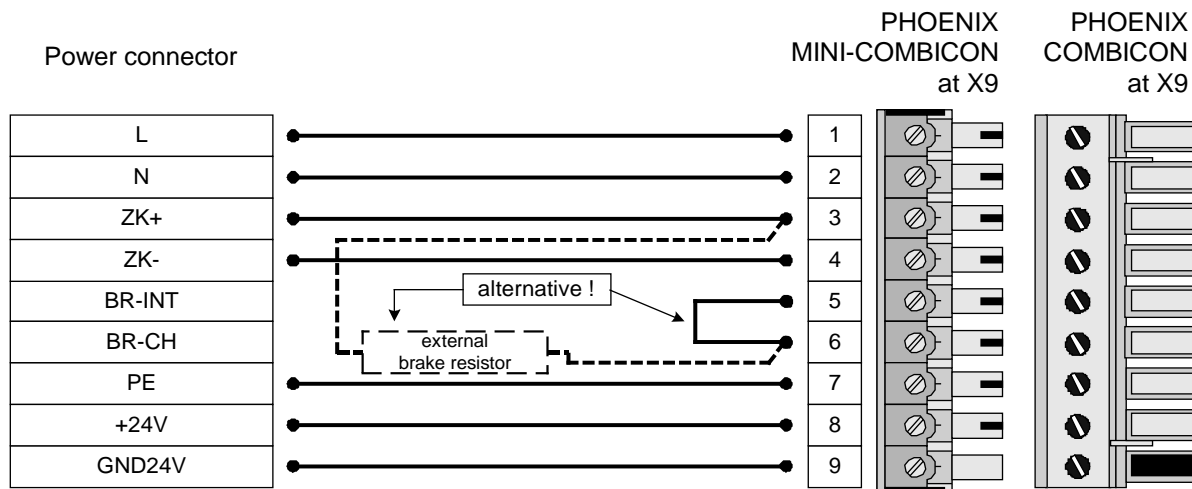 Power connector
PHOENIX
MINI-COMBICON
at X9
PHOENIX
COMBICON
at X9
L
1
N
2
ZK+
3
ZK-
4
BR-INT
alternative !
5
BR-CH
external
brake resistor
6
PE
7
+24V
8
GND24V
9